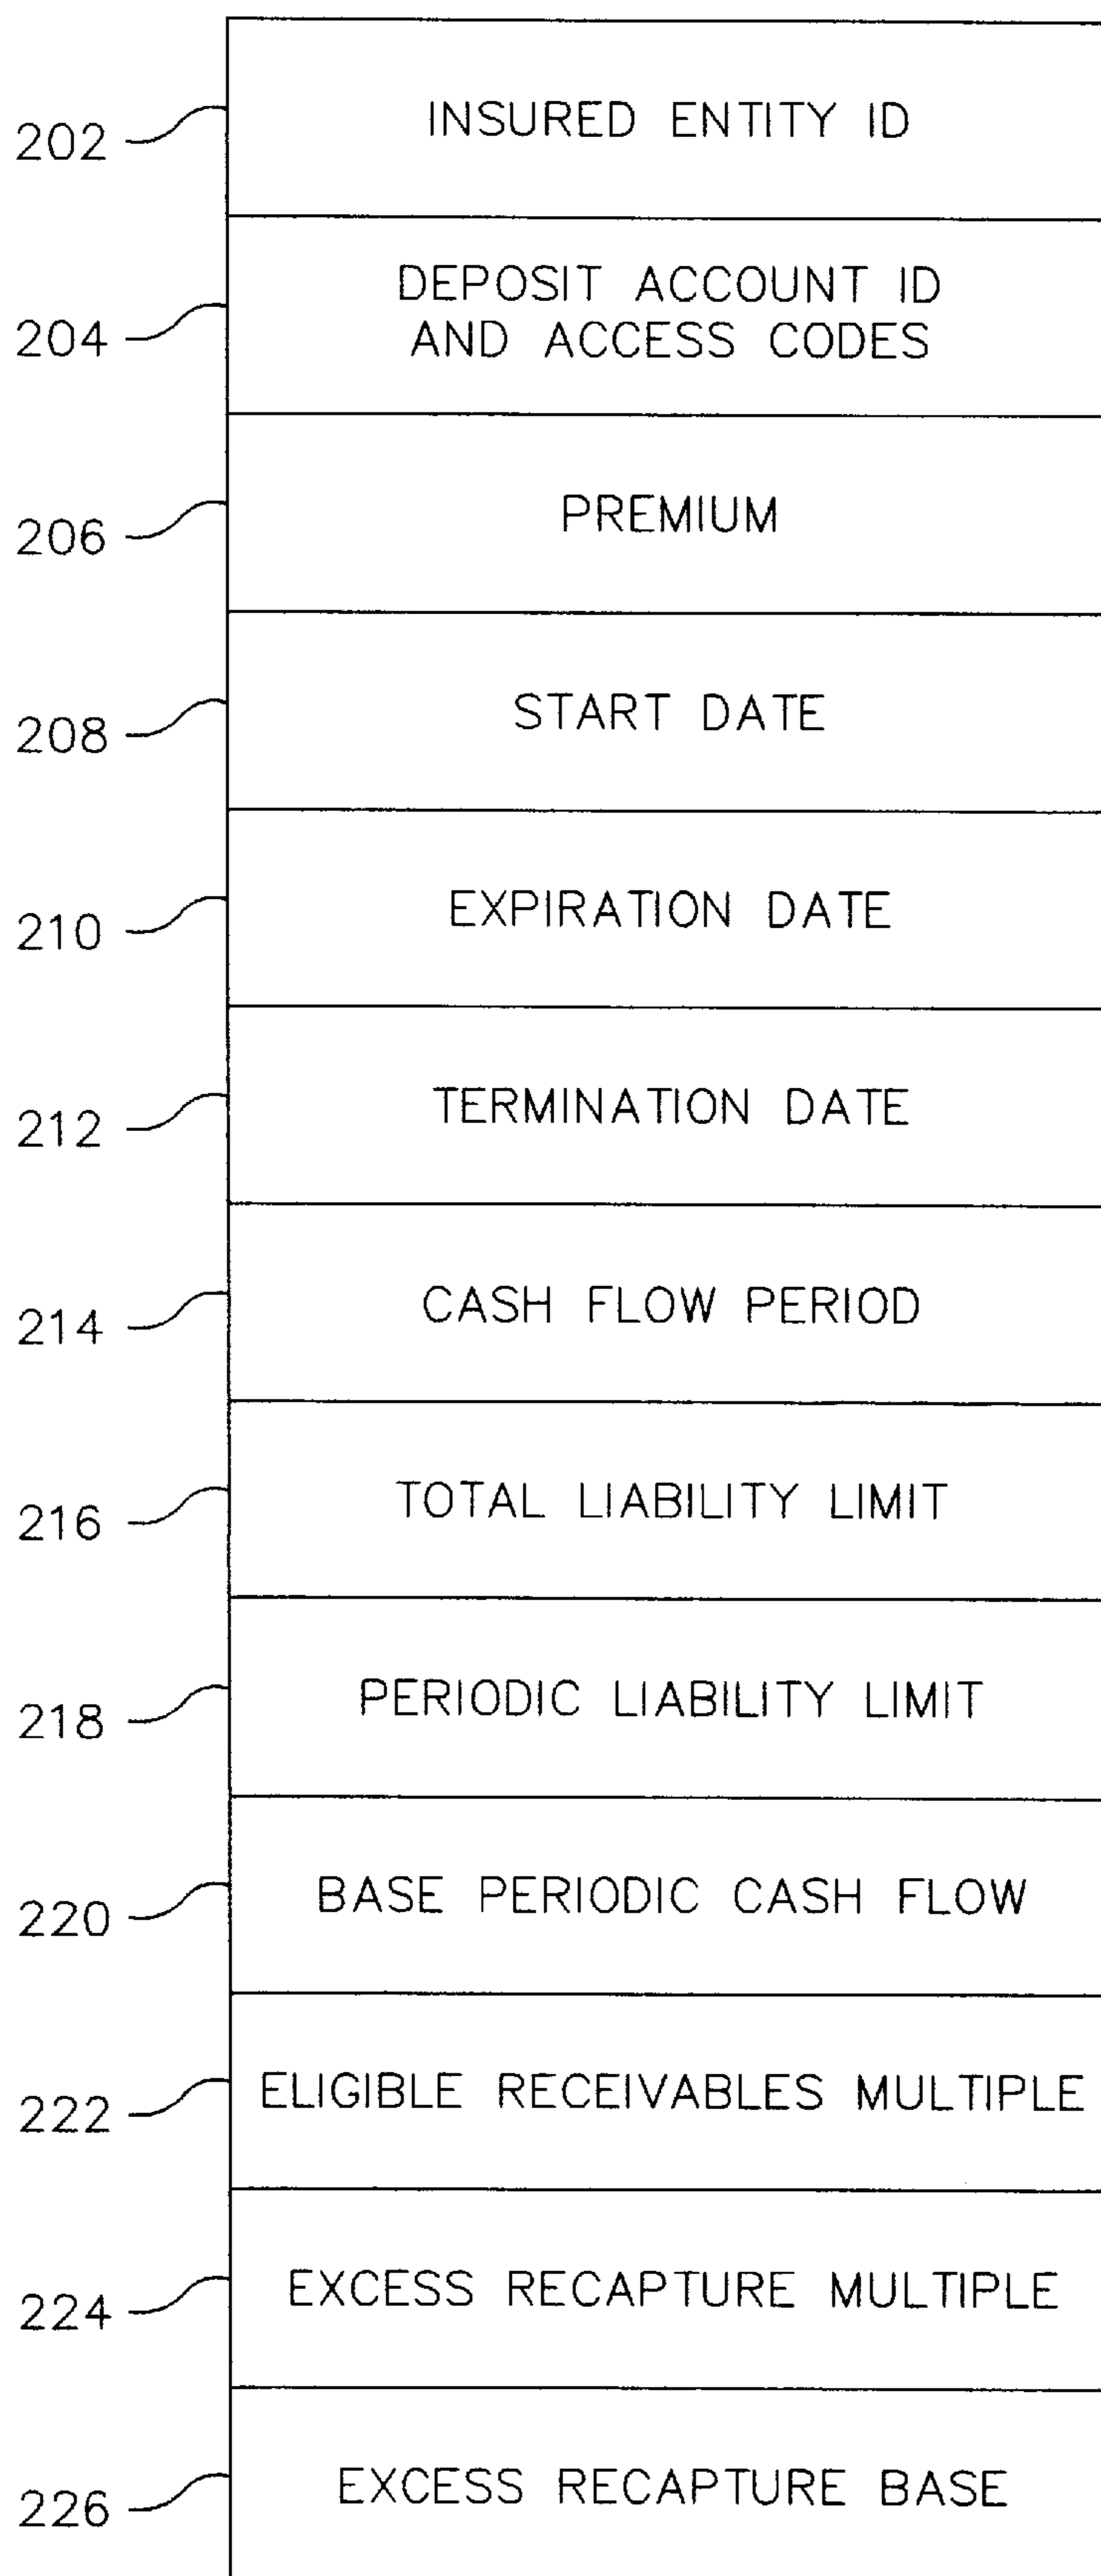 202 INSURED ENTITY ID
204 DEPOSIT ACCOUNT ID
AND ACCESS CODES
206 PREMIUM
208 START DATE
210 EXPIRATION DATE
212 TERMINATION DATE
214 CASH FLOW PERIOD
216 TOTAL LIABILITY LIMIT
218 PERIODIC LIABILITY LIMIT
220 BASE PERIODIC CASH FLOW
222 ELIGIBLE RECEIVABLES MULTIPLE
224 EXCESS RECAPTURE MULTIPLE
226 EXCESS RECAPTURE BASE